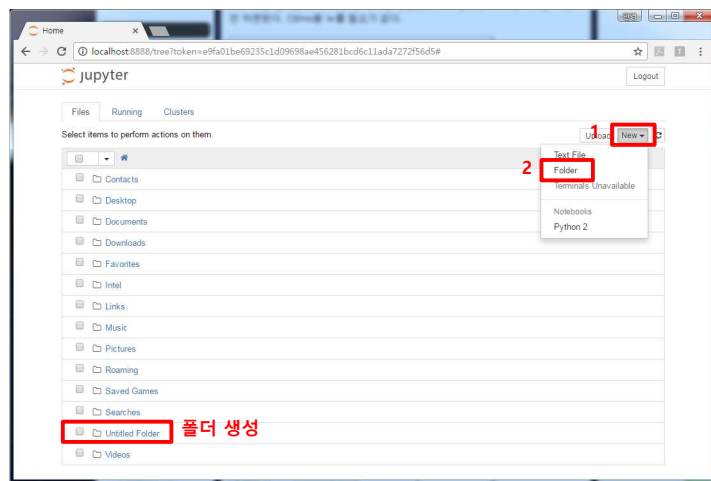 Home
localhost:8888/tree?token=e9fa01be69235c1d09698ae456281bcd6c11ada7272f56d5#
jupyter
Logout
Files Running Clusters
Select items to perform actions on them.
Upload New
1
Text File
2
Folder
Terminals Unavailable
Notebooks
Python 2
Contacts
Desktop
Documents
Downloads
Favorites
Intel
Links
Music
Pictures
Roaming
Saved Games
Searches
Untitled Folder 폴더 생성
Videos